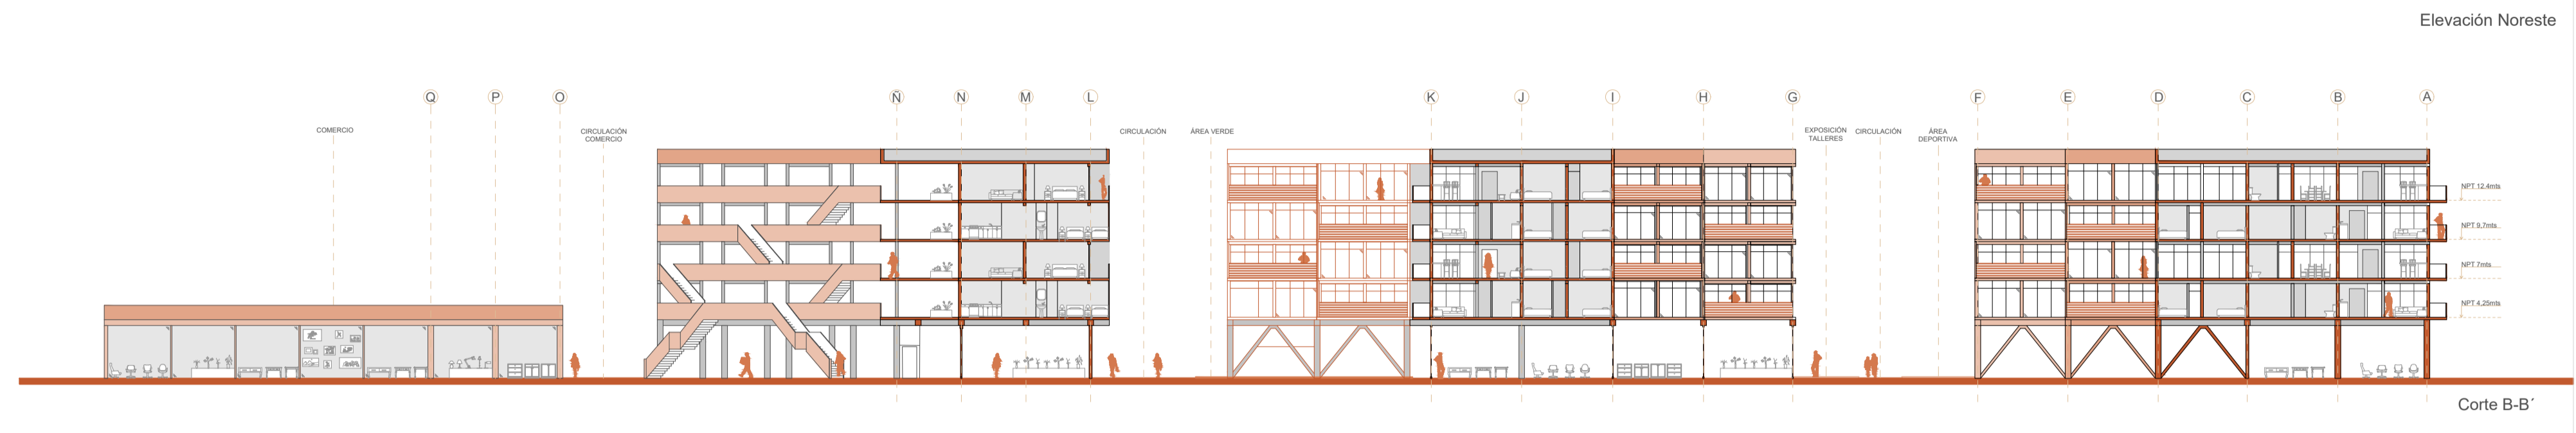 Elevación Noreste
Q P O Ñ N M L K J I H G F E D C B A
COMERCIO
CIRCULACIÓN
COMERCIO
CIRCULACIÓN
ÁREA VERDE
EXPOSICIÓN
TALLERES
CIRCULACIÓN
ÁREA
DEPORTIVA
NPT 12.4mts
NPT 9,7mts
NPT 7mts
NPT 4,25mts
Corte B-B´